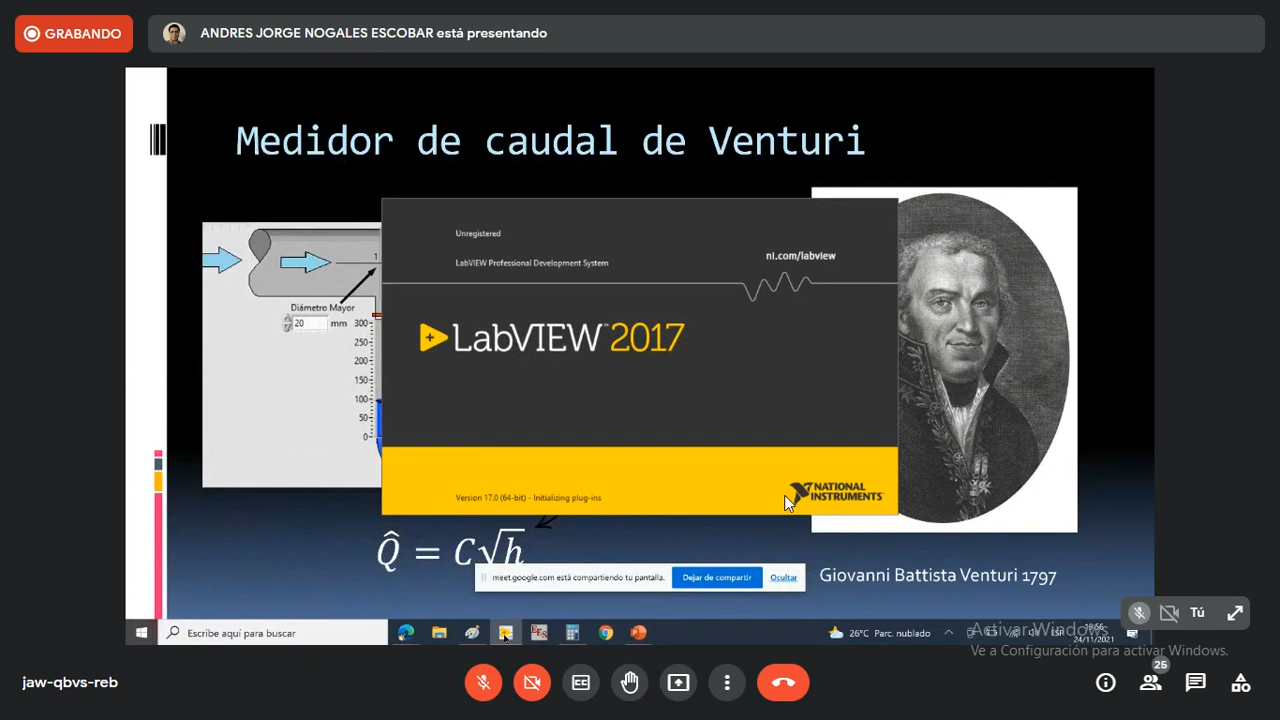 GRABANDO
ANDRES JORGE NOGALES ESCOBAR está presentando
Medidor de caudal de Venturi
Unregistered
LabVIEW Professional Development System
ni.com/labview
1
Diámetro Mayor
20 mm
300
250
200
150
100
50
0
LabVIEW™ 2017
Version 17.0 (64-bit) - Initializing plug-ins
NATIONAL INSTRUMENTS
Q̂ = C√h
meet.google.com está compartiendo tu pantalla.
Dejar de compartir
Ocultar
Giovanni Battista Venturi 1797
Tú
Escribe aquí para buscar
EES
26°C Parc. nublado
24/11/2021
Activar Windows
Ve a Configuración para activar Windows.
jaw-qbvs-reb
25